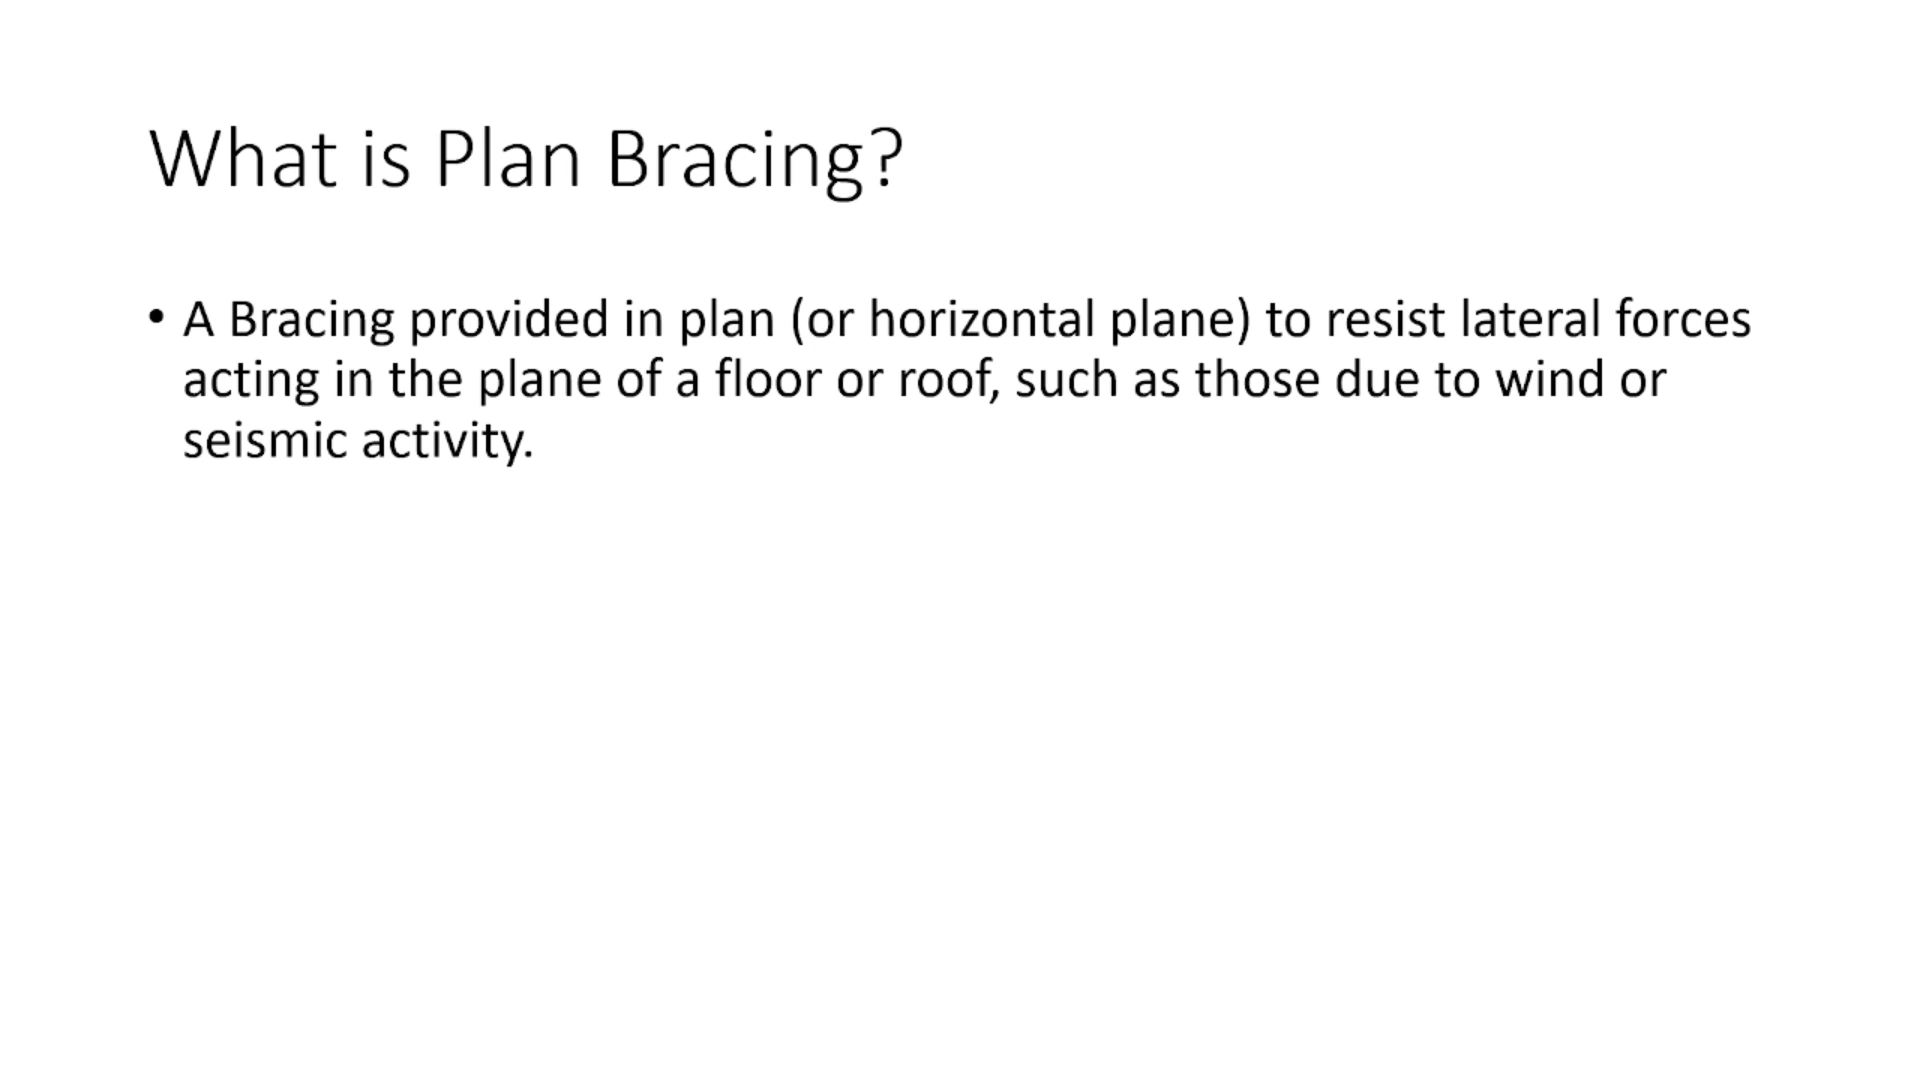 What is Plan Bracing?
• A Bracing provided in plan (or horizontal plane) to resist lateral forces
acting in the plane of a floor or roof, such as those due to wind or
seismic activity.